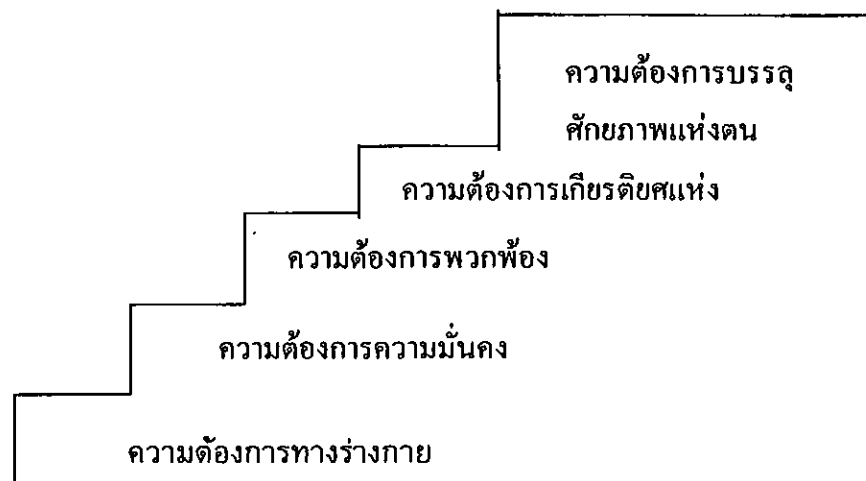 ความต้องการบรรลุ
ศักยภาพแห่งตน
ความต้องการเกียรติยศแห่ง
ความต้องการพวกพ้อง
ความต้องการความมั่นคง
ความต้องการทางร่างกาย